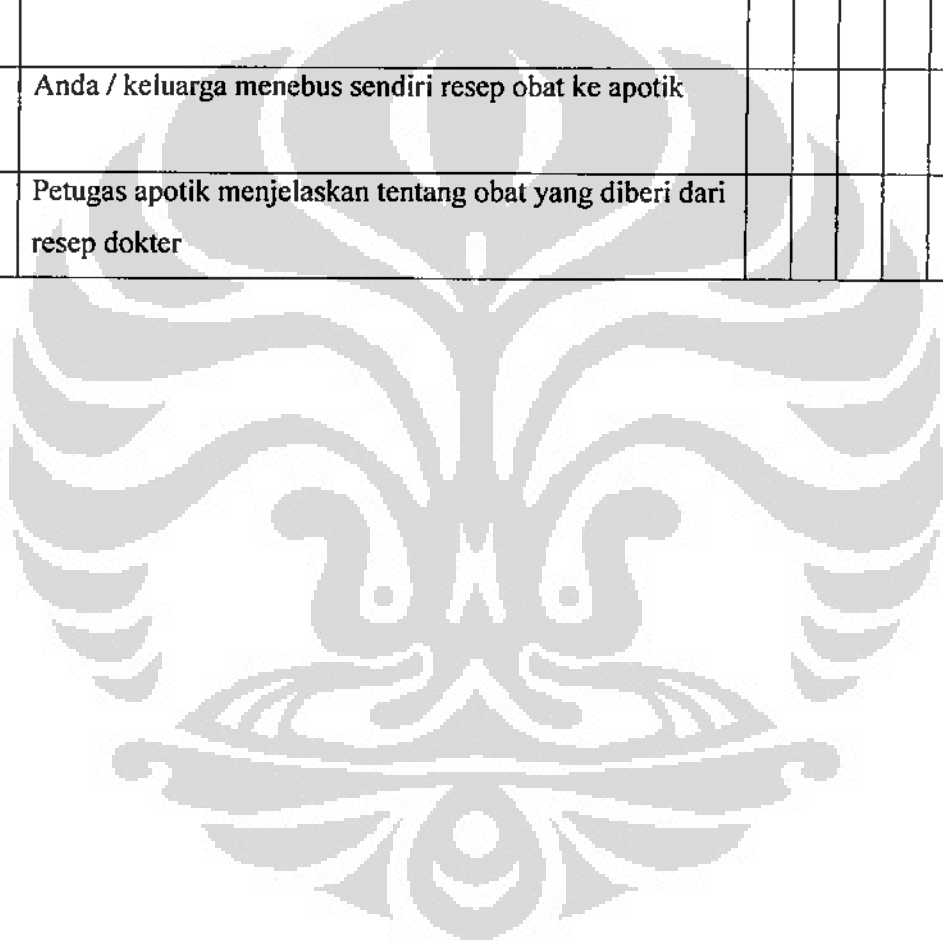 Anda / keluarga menebus sendiri resep obat ke apotik
Petugas apotik menjelaskan tentang obat yang diberi dari
resep dokter